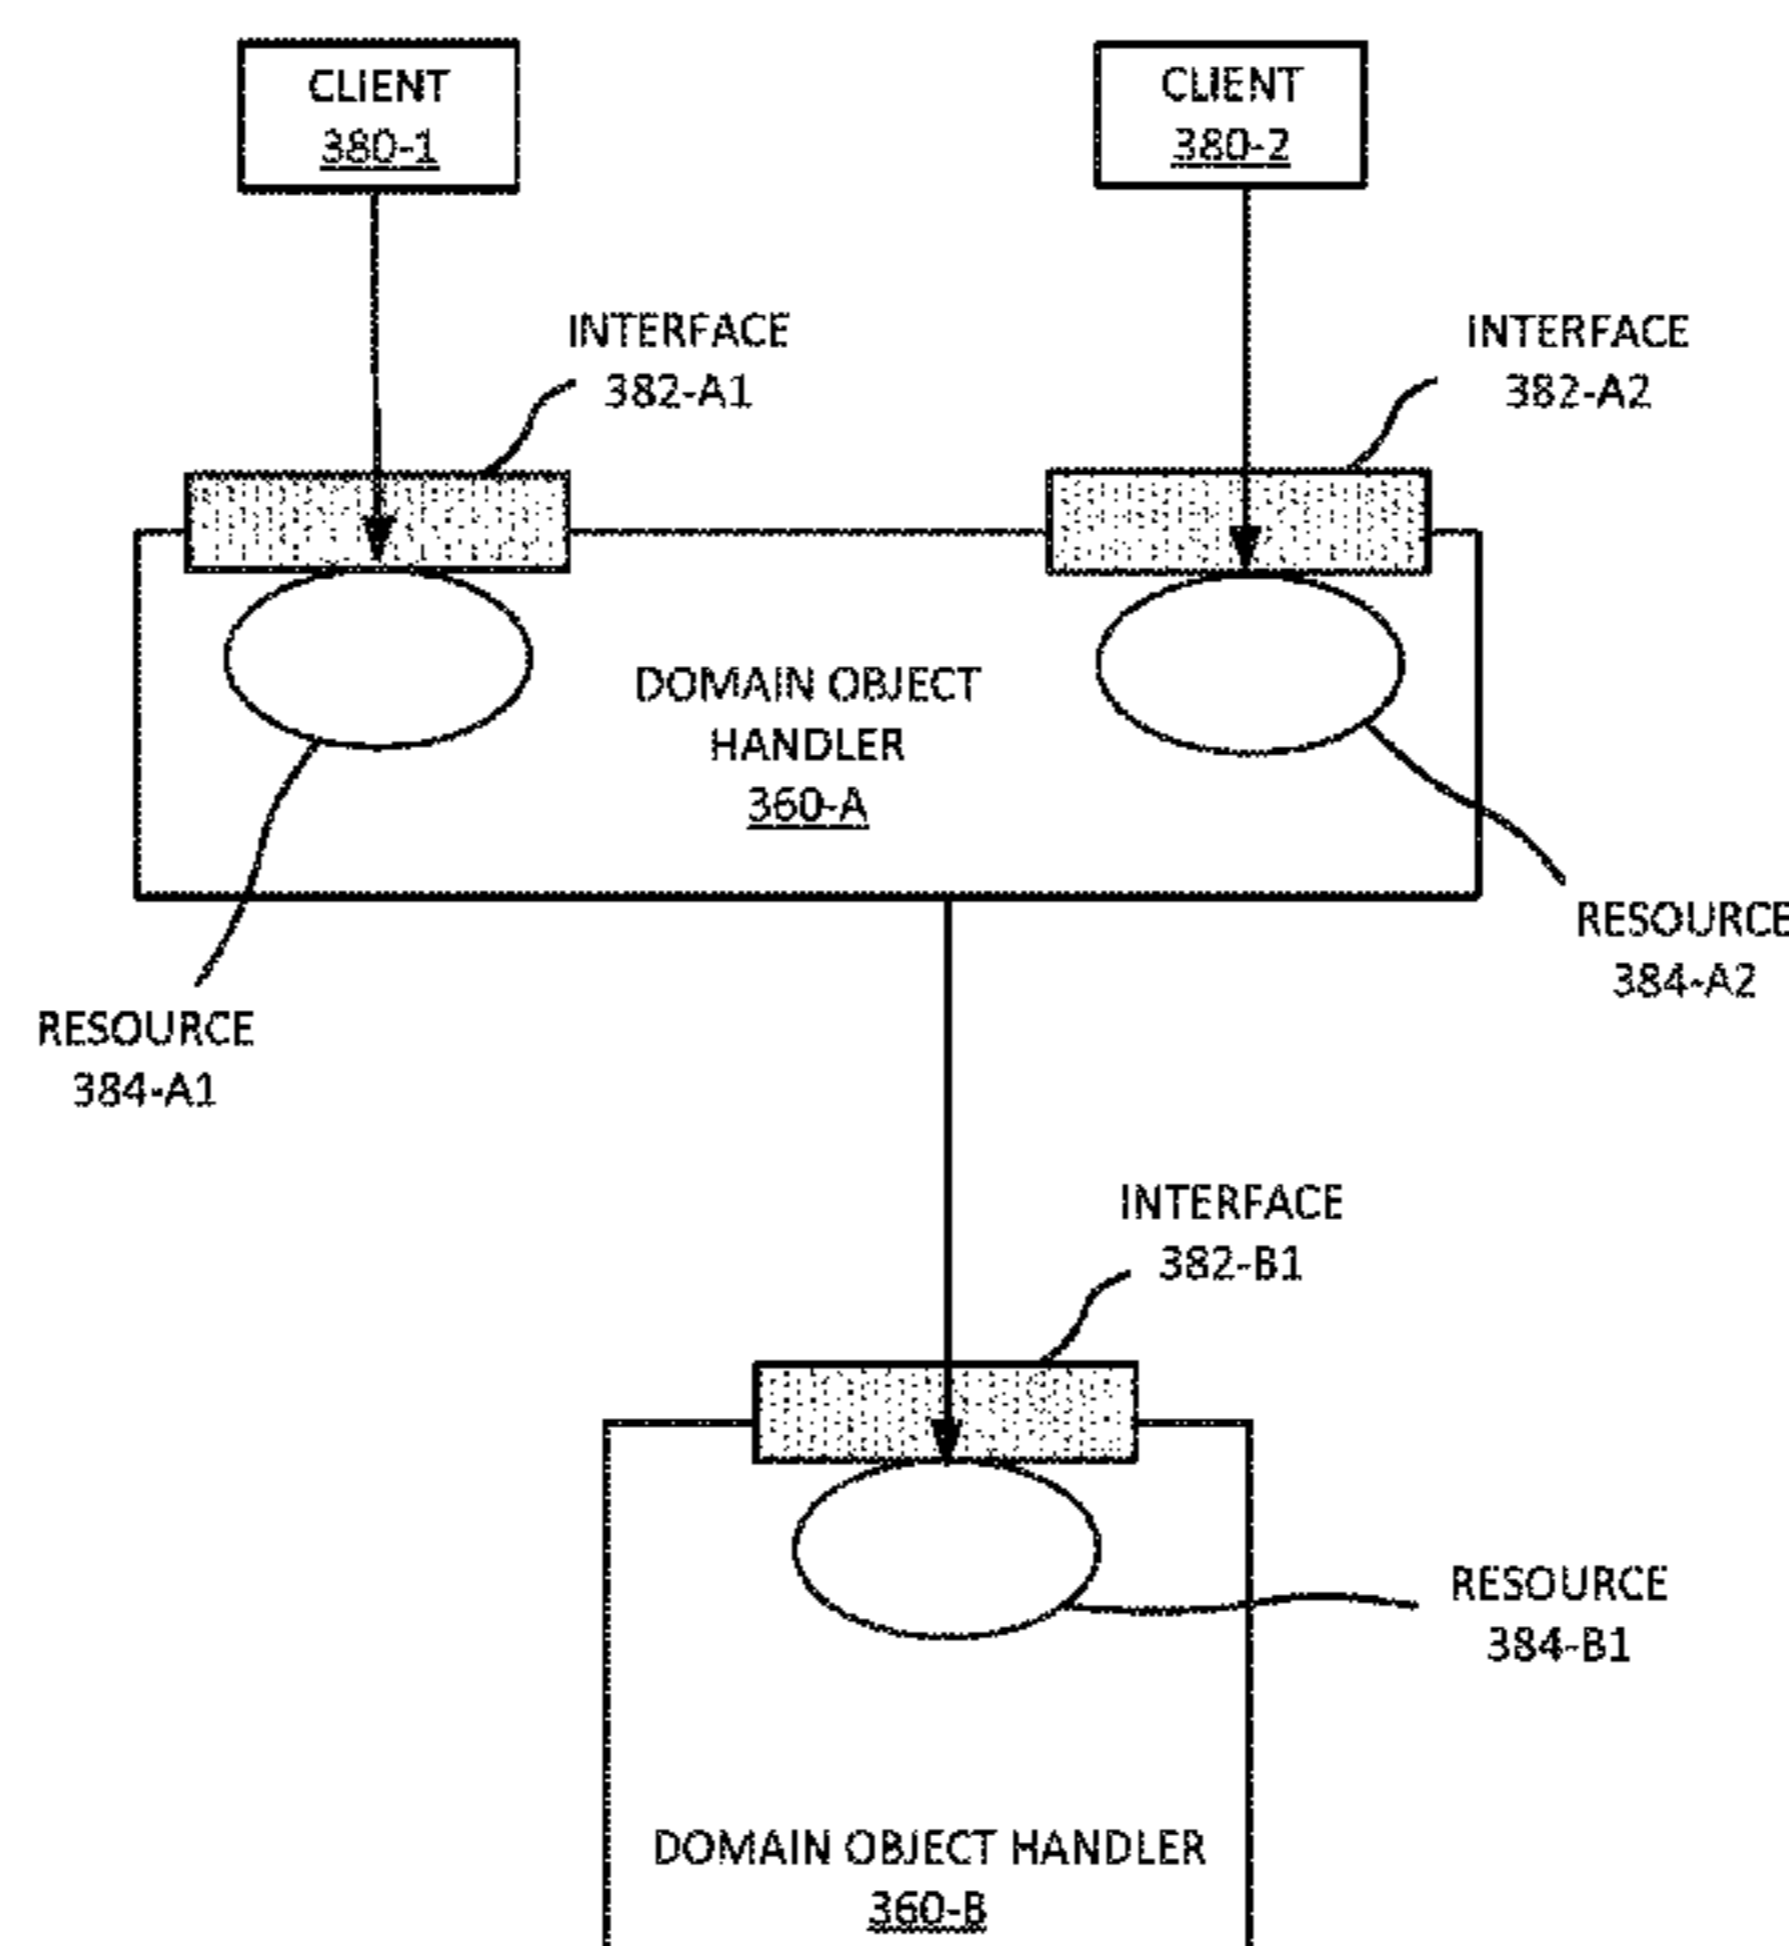 CLIENT
380-1
CLIENT
380-2
INTERFACE
382-A1
INTERFACE
382-A2
DOMAIN OBJECT
HANDLER
360-A
RESOURCE
384-A2
RESOURCE
384-A1
INTERFACE
382-B1
RESOURCE
384-B1
DOMAIN OBJECT HANDLER
360-B